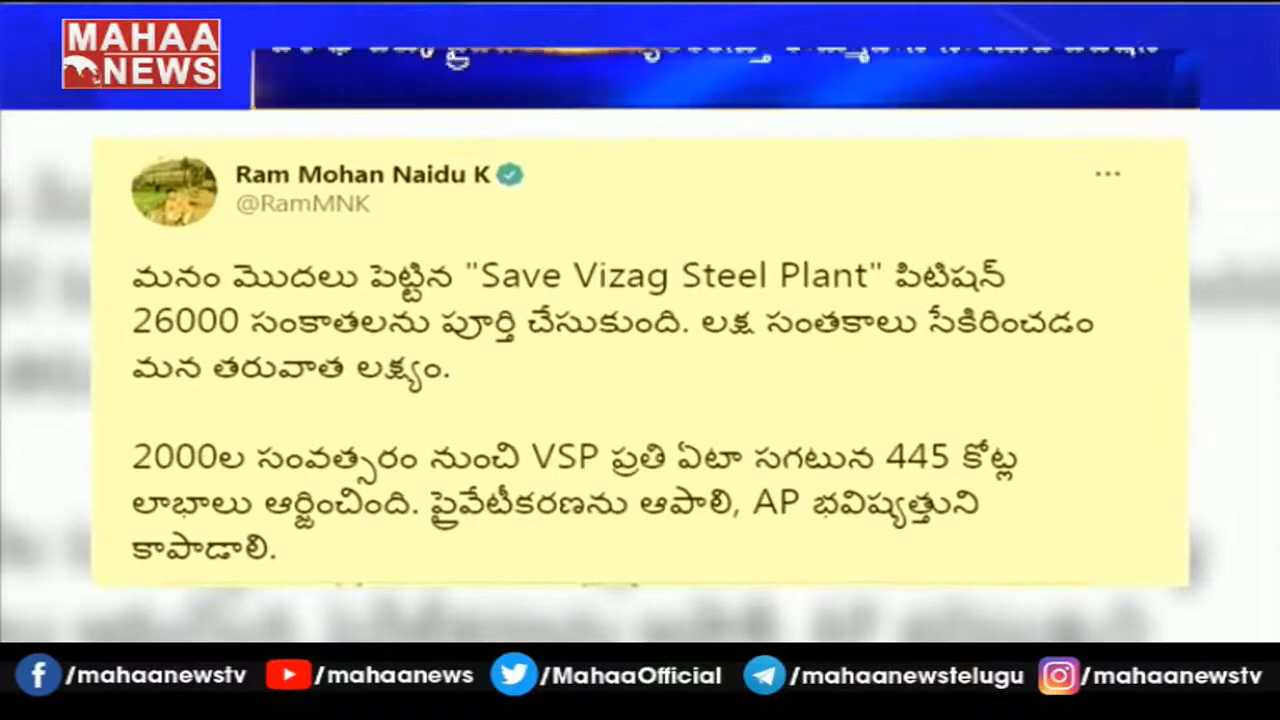 MAHAA
NEWS
Ram Mohan Naidu K
@RamMNK
మనం మొదలు పెట్టిన "Save Vizag Steel Plant" పిటిషన్
26000 సంకాతలను పూర్తి చేసుకుంది. లక్ష సంతకాలు సేకిరించడం
మన తరువాత లక్ష్యం.
2000ల సంవత్సరం నుంచి VSP ప్రతి ఏటా సగటున 445 కోట్ల
లాభాలు ఆర్జించింది. ప్రైవేటీకరణను ఆపాలి, AP భవిష్యత్తుని
కాపాడాలి.
/mahaanewstv /mahaanews /MahaaOfficial /mahaanewstelugu /mahaanewstv